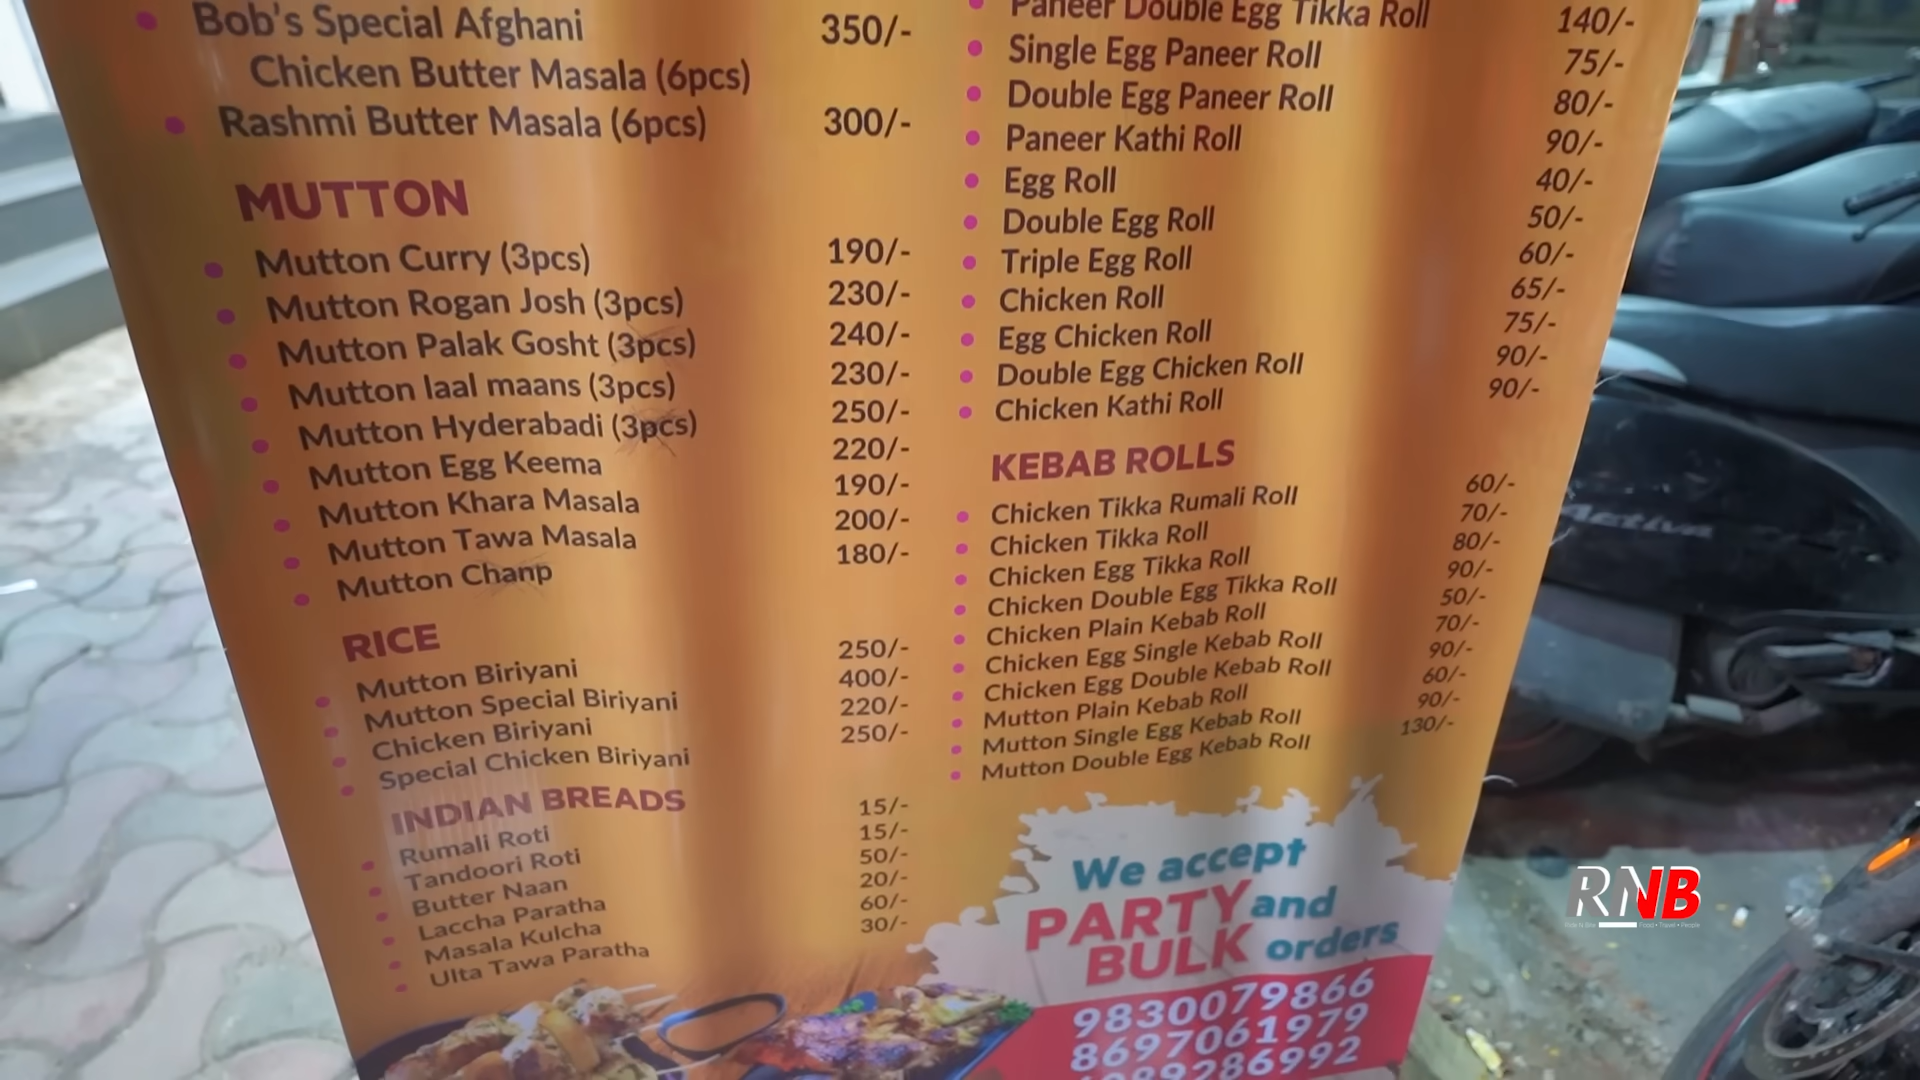 Bob's Special Afghani
Chicken Butter Masala (6pcs) 350/-
Rashmi Butter Masala (6pcs) 300/-
MUTTON
Mutton Curry (3pcs) 190/-
Mutton Rogan Josh (3pcs) 230/-
Mutton Palak Gosht (3pcs) 240/-
Mutton laal maans (3pcs) 230/-
Mutton Hyderabadi (3pcs) 250/-
Mutton Egg Keema 220/-
Mutton Khara Masala 190/-
Mutton Tawa Masala 200/-
Mutton Chanp 180/-
RICE
Mutton Biriyani 250/-
Mutton Special Biriyani 400/-
Chicken Biriyani 220/-
Special Chicken Biriyani 250/-
INDIAN BREADS
Rumali Roti 15/-
Tandoori Roti 15/-
Butter Naan 50/-
Laccha Paratha 20/-
Masala Kulcha 60/-
Ulta Tawa Paratha 30/-
Paneer Double Egg Tikka Roll 140/-
Single Egg Paneer Roll 75/-
Double Egg Paneer Roll 80/-
Paneer Kathi Roll 90/-
Egg Roll 40/-
Double Egg Roll 50/-
Triple Egg Roll 60/-
Chicken Roll 65/-
Egg Chicken Roll 75/-
Double Egg Chicken Roll 90/-
Chicken Kathi Roll 90/-
KEBAB ROLLS
Chicken Tikka Rumali Roll 60/-
Chicken Tikka Roll 70/-
Chicken Egg Tikka Roll 80/-
Chicken Double Egg Tikka Roll 90/-
Chicken Plain Kebab Roll 50/-
Chicken Egg Single Kebab Roll 70/-
Chicken Egg Double Kebab Roll 90/-
Mutton Plain Kebab Roll 60/-
Mutton Single Egg Kebab Roll 90/-
Mutton Double Egg Kebab Roll 130/-
We accept
PARTY and
BULK orders
9830079866
8697061979
Activa
RNB